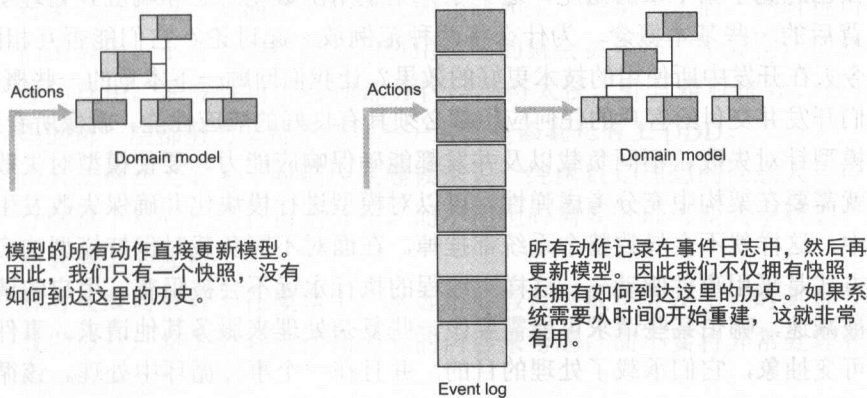 Actions
Domain model
模型的所有动作直接更新模型。
因此，我们只有一个快照，没有
如何到达这里的历史。
Actions
Event log
Domain model
所有动作记录在事件日志中，然后再
更新模型。因此我们不仅拥有快照，
还拥有如何到达这里的历史。如果系
统需要从时间0开始重建，这就非常
有用。